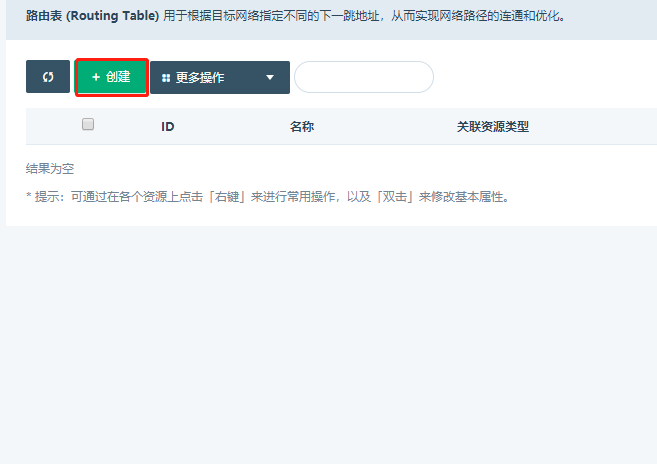 路由表 (Routing Table) 用于根据目标网络指定不同的下一跳地址，从而实现网络路径的连通和优化。
+ 创建 更多操作
ID 名称 关联资源类型
结果为空
* 提示：可通过在各个资源上点击「右键」来进行常用操作，以及「双击」来修改基本属性。